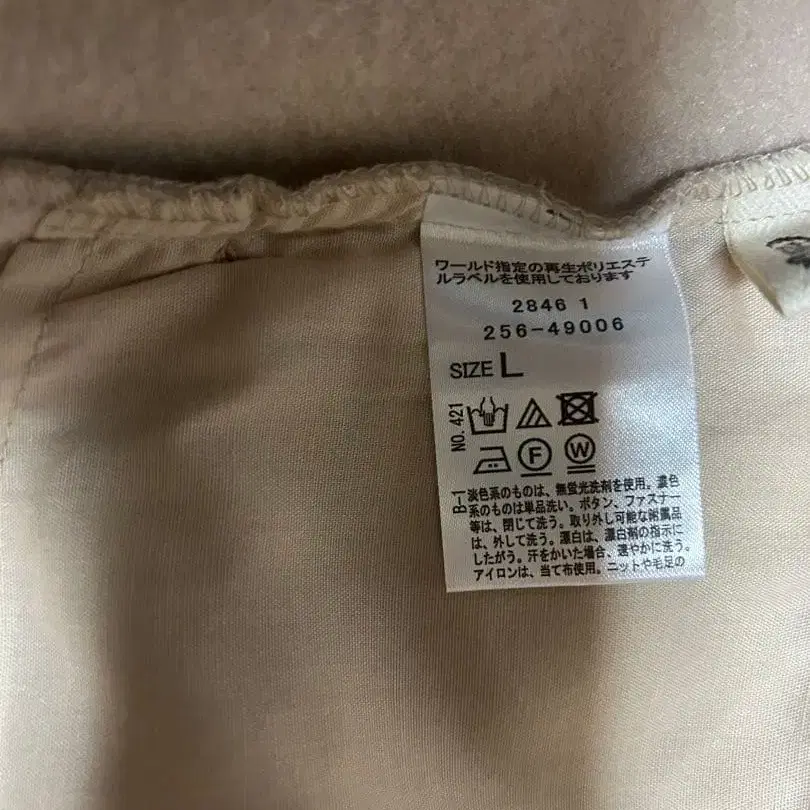 ワールド指定の再生ポリエステ
ルラベルを使用しております
2846 1
256-49006
SIZE L
NO.421
F
W
B-1
淡色系のものは、無蛍光洗剤を使用。濃色
系のものは単品洗い。ボタン、ファスナー
等は、閉じて洗う。取り外し可能な附属品
は、外して洗う。漂白は、漂白剤の指示に
したがう。汗をかいた場合、速やかに洗う。
アイロンは、当て布使用。ニットや毛足の